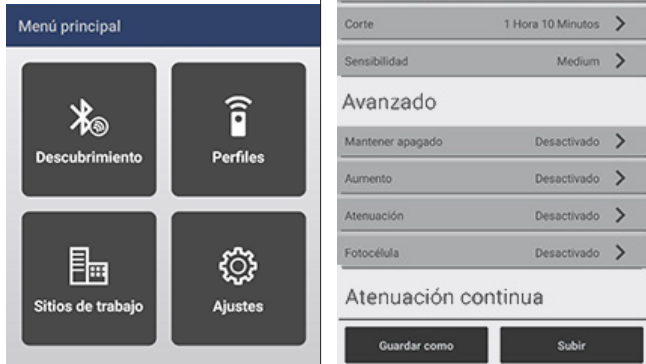 Menú principal
Descubrimiento
Perfiles
Sitios de trabajo
Ajustes
Corte 1 Hora 10 Minutos
Sensibilidad Medium
Avanzado
Mantener apagado Desactivado
Aumento Desactivado
Atenuación Desactivado
Fotocélula Desactivado
Atenuación continua
Guardar como Subir